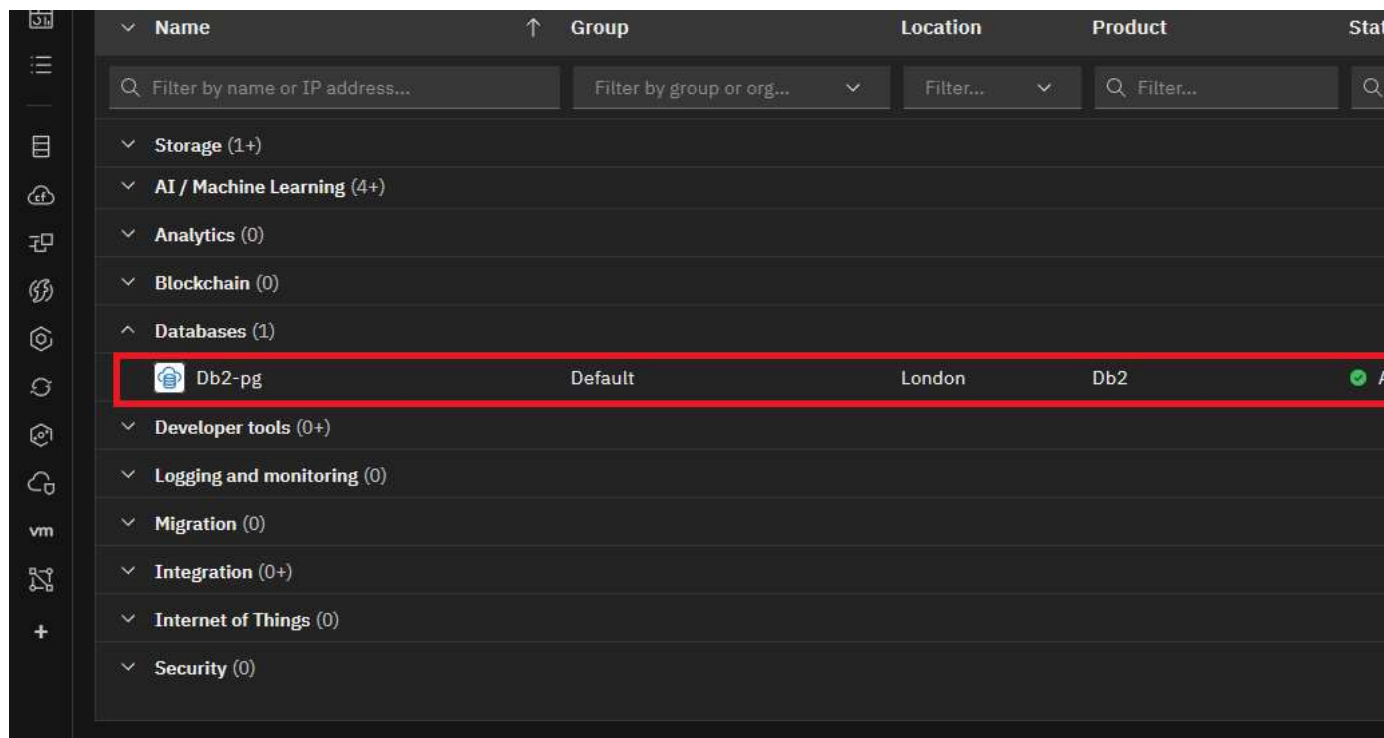 Name ↑ Group Location Product Stat
Filter by name or IP address... Filter by group or org... Filter... Filter...
Storage (1+)
AI / Machine Learning (4+)
Analytics (0)
Blockchain (0)
Databases (1)
Db2-pg Default London Db2 A
Developer tools (0+)
Logging and monitoring (0)
Migration (0)
vm
Integration (0+)
Internet of Things (0)
Security (0)
cf